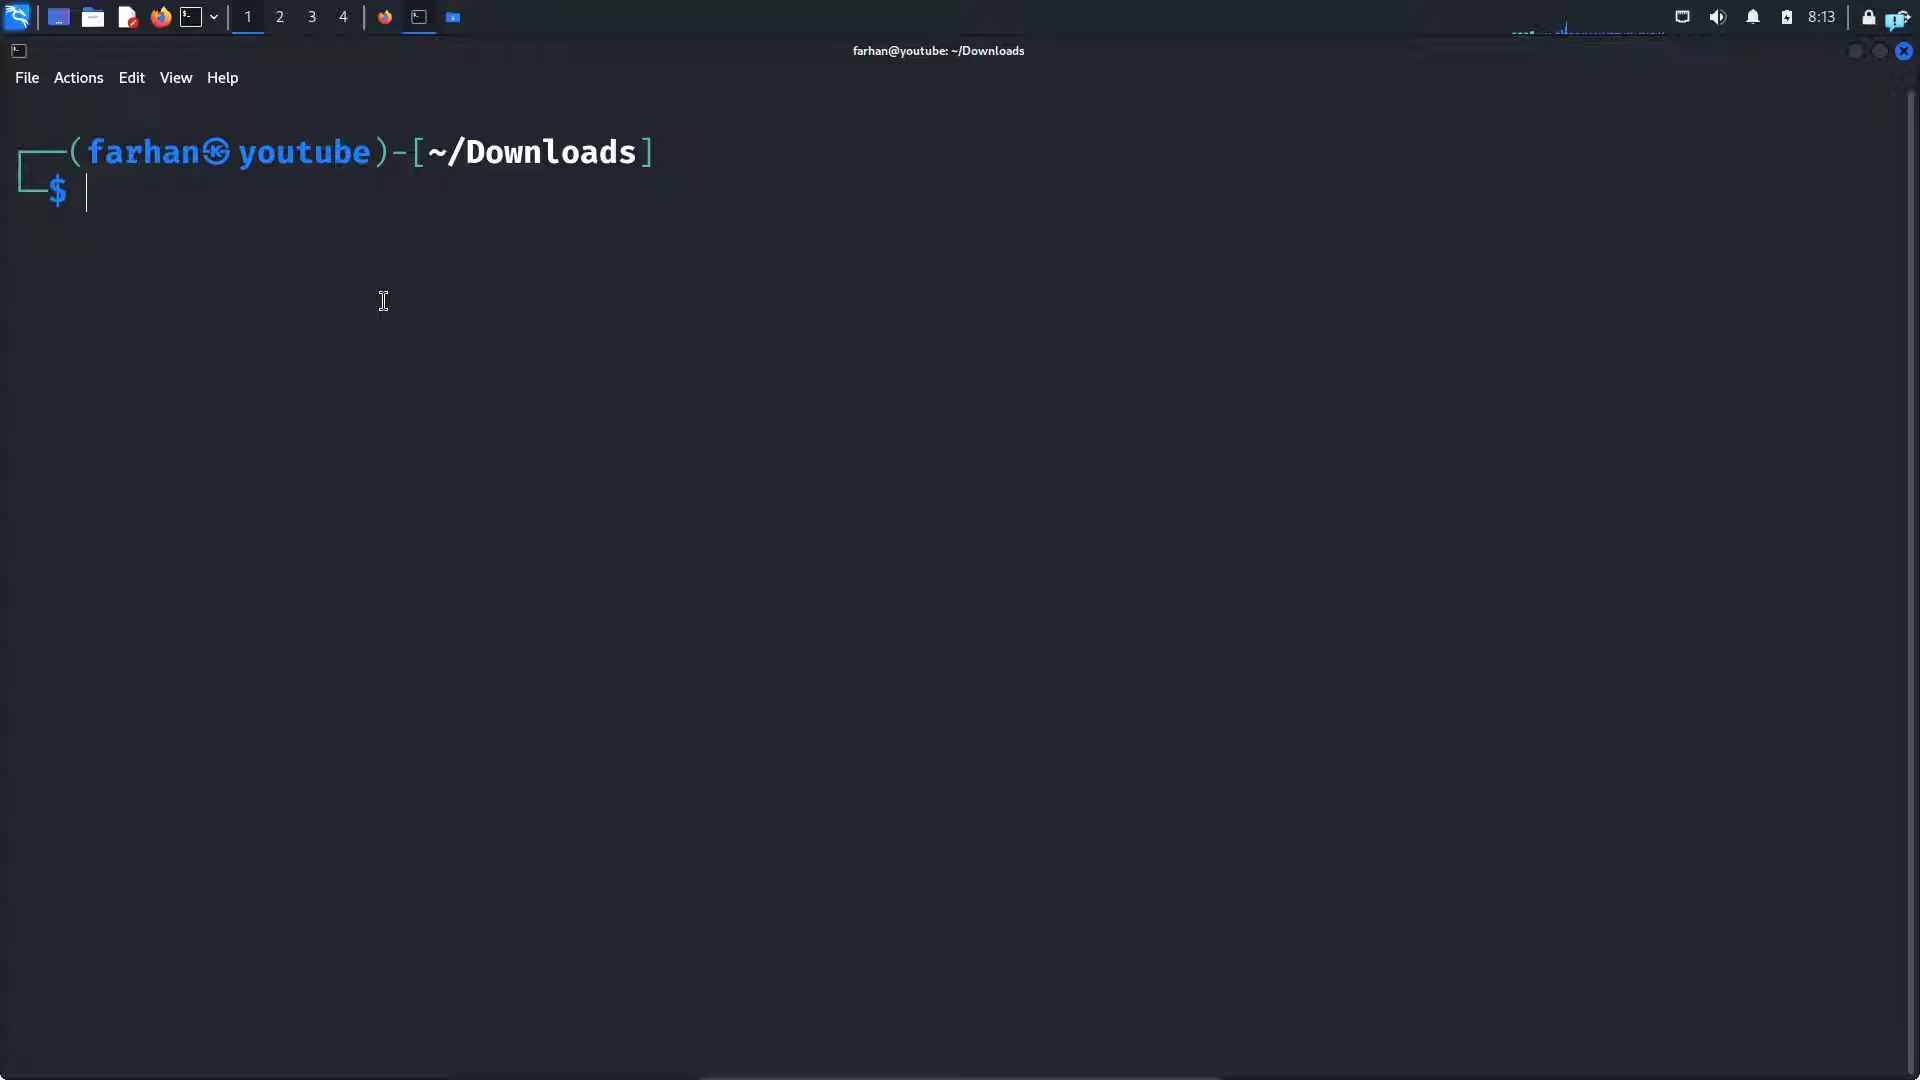 1 2 3 4 8:13
farhan@youtube: ~/Downloads
File Actions Edit View Help
┌──(farhan㉿youtube)-[~/Downloads]
└─$